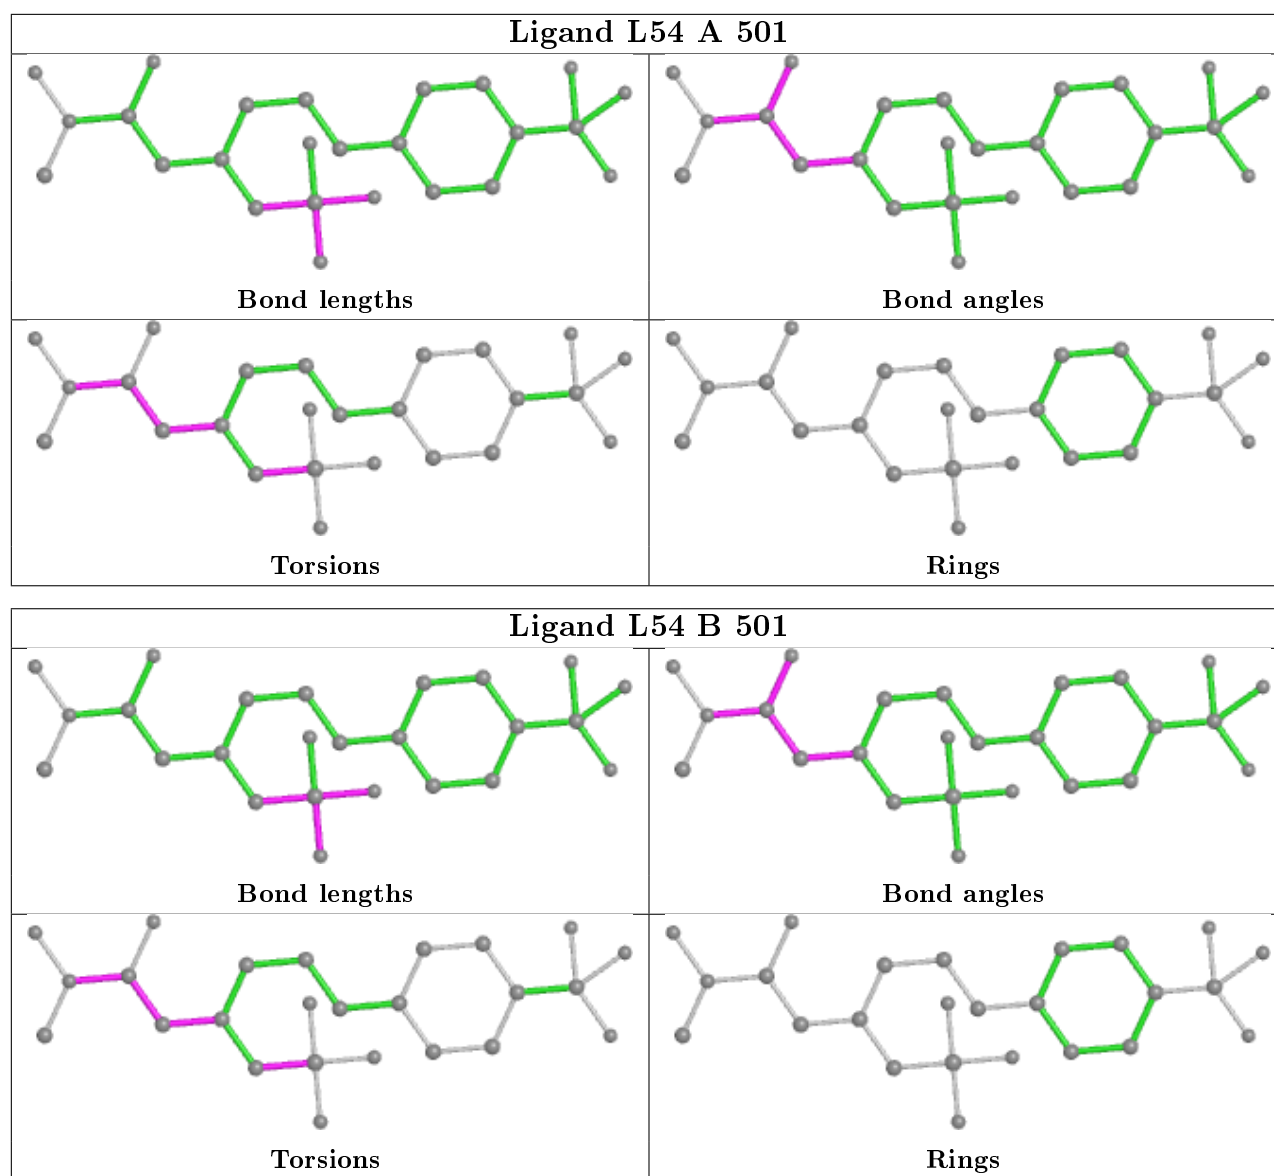 Ligand L54 A 501
Bond lengths
Bond angles
Torsions
Rings
Ligand L54 B 501
Bond lengths
Bond angles
Torsions
Rings